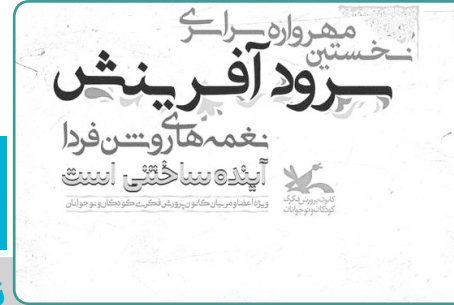 نخستین مهرواره سراسری
سرود آفرینش
نغمه‌های روشن فردا
آینده ساختنی است
ویژه اعضا و مربیان کانون پرورش فکری کودکان و نوجوانان
کانون پرورش فکری
کودکان و نوجوانان